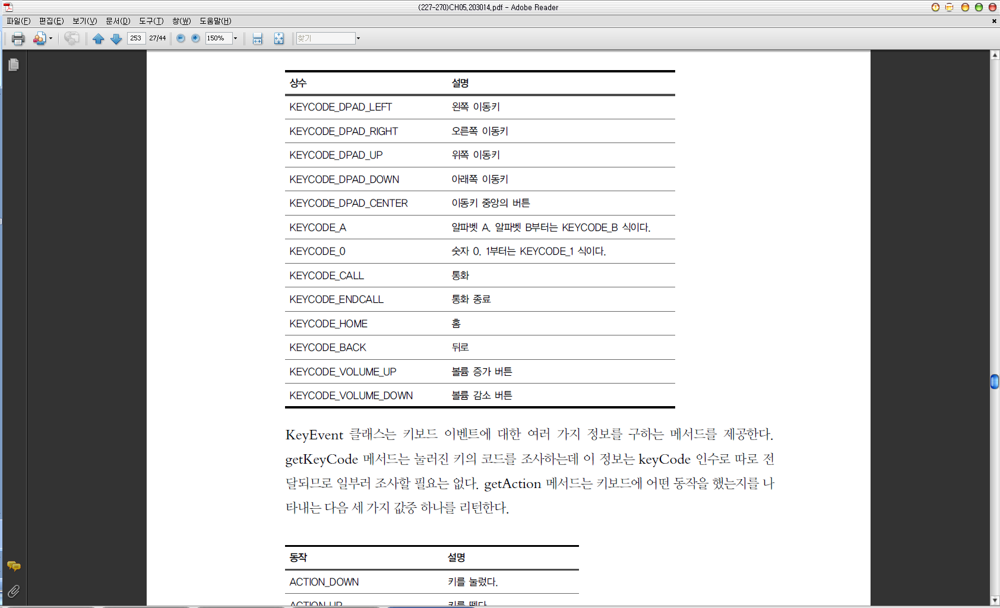 (227-270)CH05,203014.pdf - Adobe Reader
파일(F) 편집(E) 보기(V) 문서(D) 도구(T) 창(W) 도움말(H)
253 27/44 150% 찾기
상수 설명
KEYCODE_DPAD_LEFT 왼쪽 이동키
KEYCODE_DPAD_RIGHT 오른쪽 이동키
KEYCODE_DPAD_UP 위쪽 이동키
KEYCODE_DPAD_DOWN 아래쪽 이동키
KEYCODE_DPAD_CENTER 이동키 중앙의 버튼
KEYCODE_A 알파벳 A. 알파벳 B부터는 KEYCODE_B 식이다.
KEYCODE_0 숫자 0. 1부터는 KEYCODE_1 식이다.
KEYCODE_CALL 통화
KEYCODE_ENDCALL 통화 종료
KEYCODE_HOME 홈
KEYCODE_BACK 뒤로
KEYCODE_VOLUME_UP 볼륨 증가 버튼
KEYCODE_VOLUME_DOWN 볼륨 감소 버튼
KeyEvent 클래스는 키보드 이벤트에 대한 여러 가지 정보를 구하는 메서드를 제공한다.
getKeyCode 메서드는 눌러진 키의 코드를 조사하는데 이 정보는 keyCode 인수로 따로 전
달되므로 일부러 조사할 필요는 없다. getAction 메서드는 키보드에 어떤 동작을 했는지를 나
타내는 다음 세 가지 값중 하나를 리턴한다.
동작 설명
ACTION_DOWN 키를 눌렀다.
ACTION_UP 키를 뗐다.